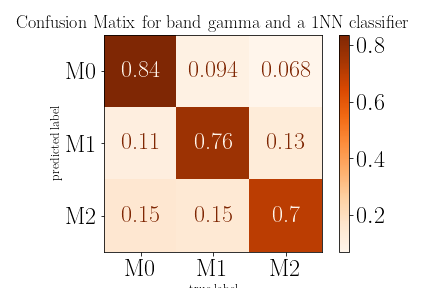 Confusion Matix for band gamma and a 1NN classifier
M0 0.84 0.094 0.068
M1 0.11 0.76 0.13
M2 0.15 0.15 0.7
M0 M1 M2
predicted label
true label
0.8
0.6
0.4
0.2